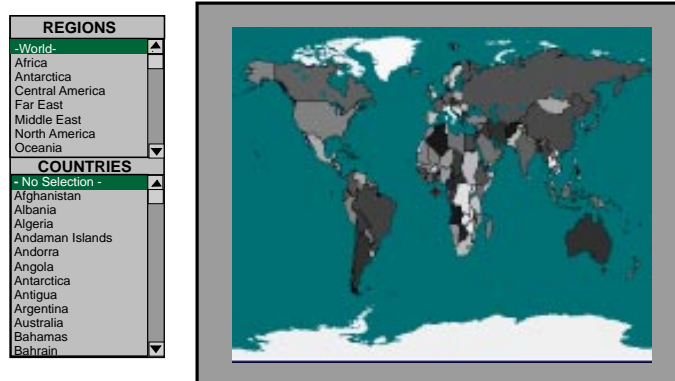 REGIONS
-World-
Africa
Antarctica
Central America
Far East
Middle East
North America
Oceania
COUNTRIES
- No Selection -
Afghanistan
Albania
Algeria
Andaman Islands
Andorra
Angola
Antarctica
Antigua
Argentina
Australia
Bahamas
Bahrain